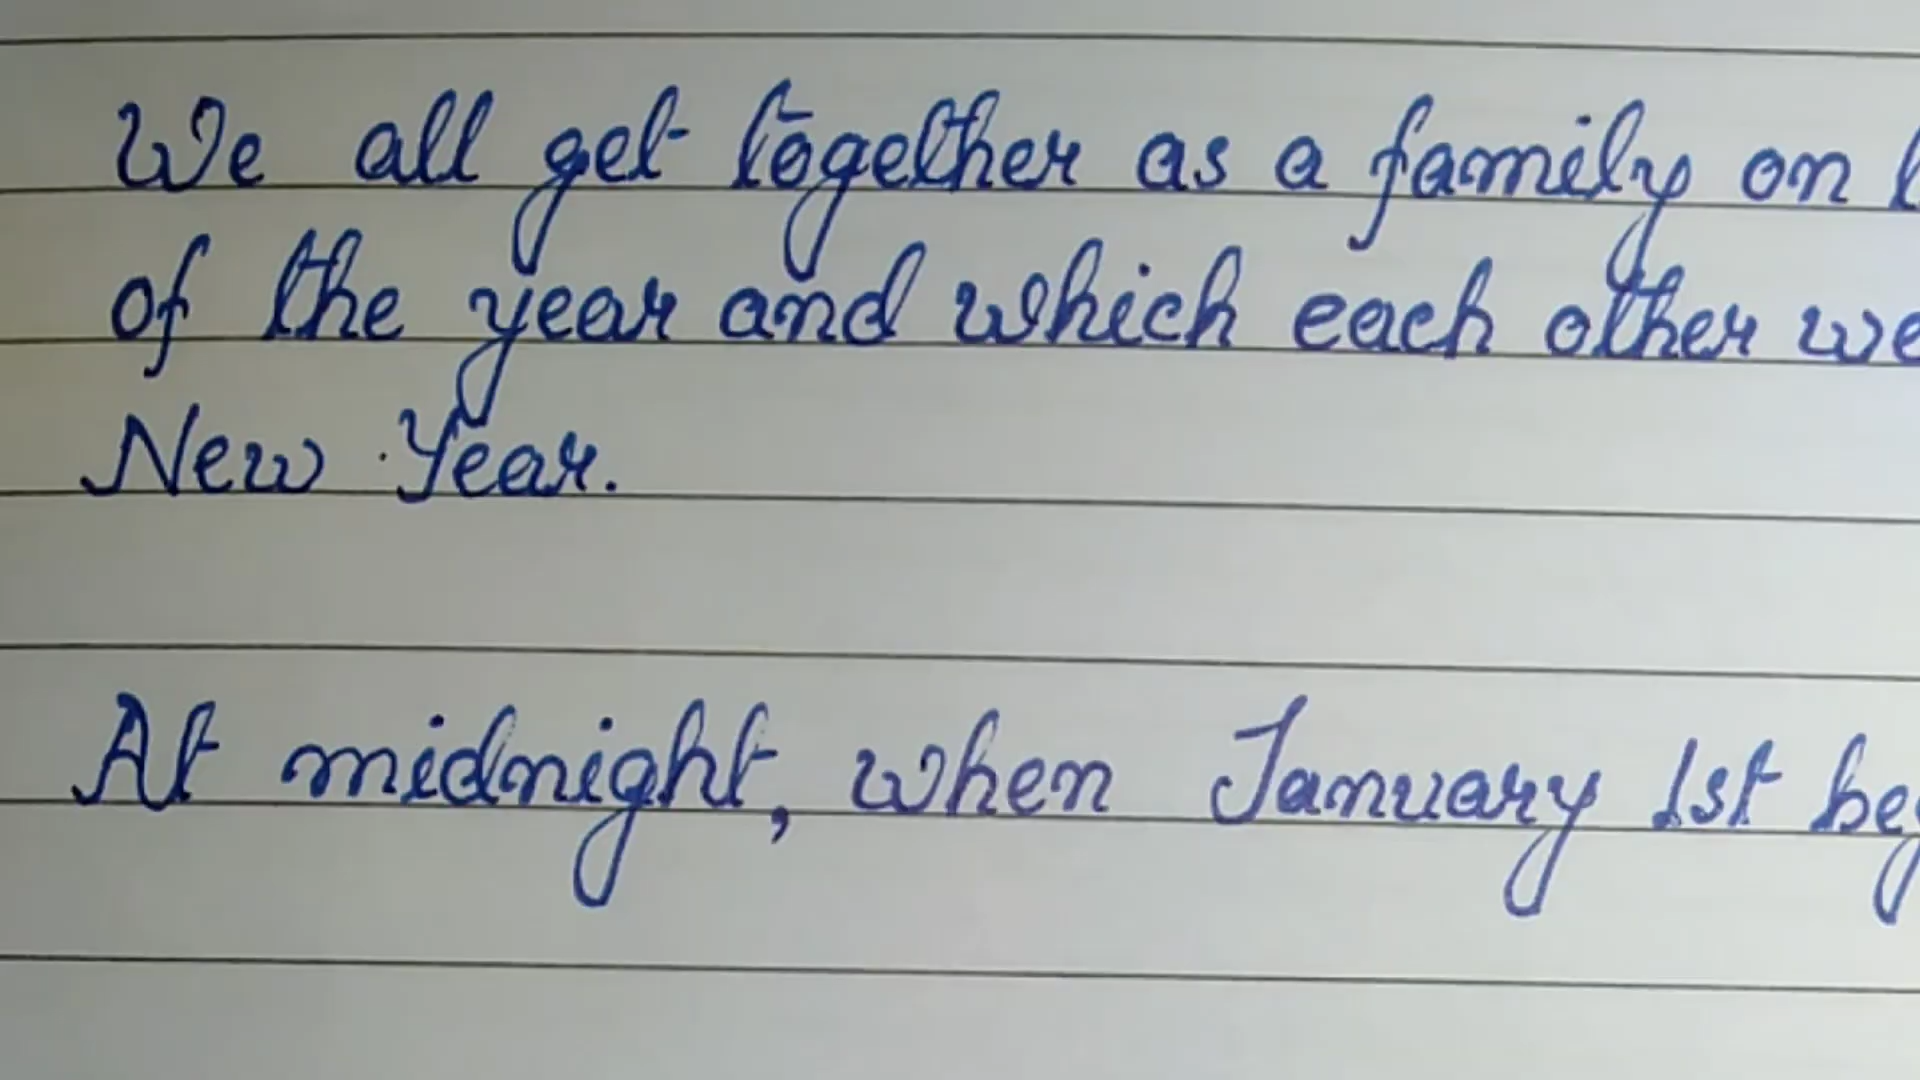 We all get together as a family on
of the year and which each other we
New Year.
At midnight, when January 1st beg